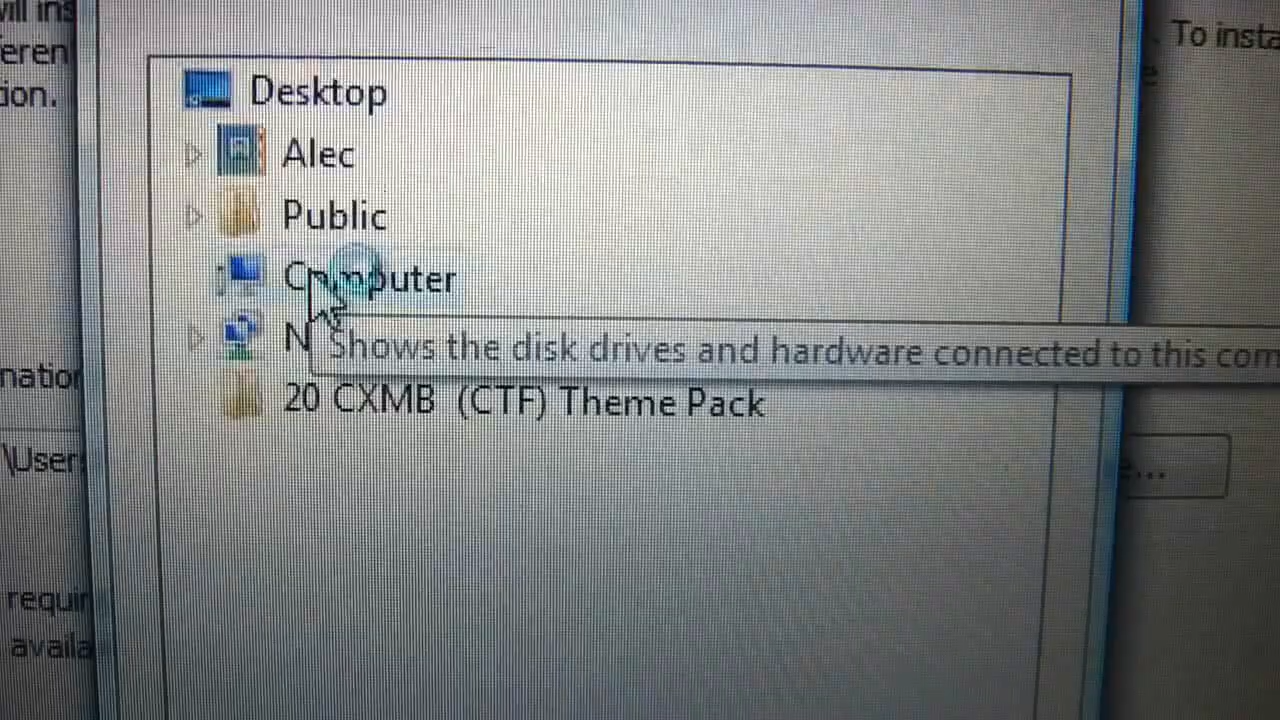 will ins
. To insta
eren
ion.
Desktop
Alec
Public
Computer
N
Shows the disk drives and hardware connected to this com
nation
20 CXMB (CTF) Theme Pack
\User
e...
requir
availa